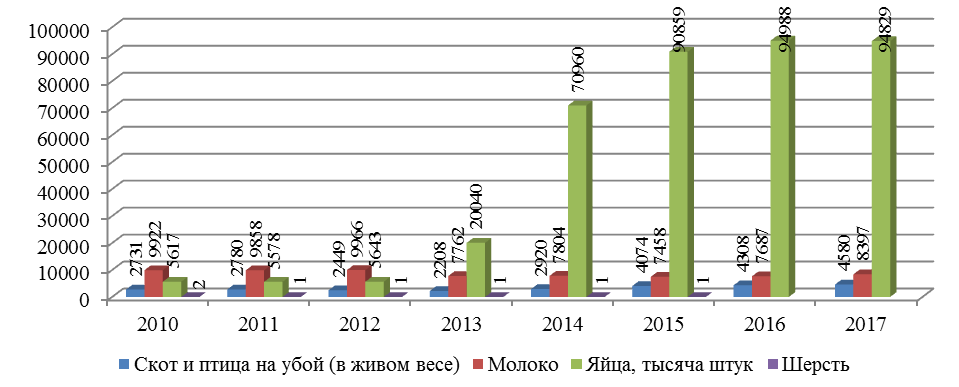 100000
90000
80000
70000
60000
50000
40000
30000
20000
10000
0
2731 9922 5617 2
2780 9858 5578 1
2449 9966 5643 1
2208 7762 20040 1
2920 7804 70960 1
4074 7458 90859 1
4308 7687 94988
4580 8397 94829
2010 2011 2012 2013 2014 2015 2016 2017
Скот и птица на убой (в живом весе) Молоко Яйца, тысяча штук Шерсть